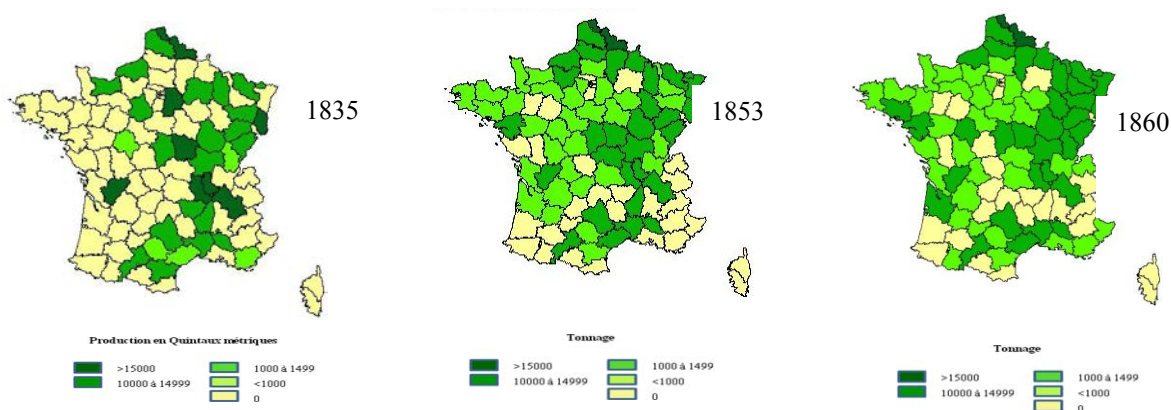 1835
1853
1860
Production en Quintaux métriques
>15000
1000 à 1499
10000 à 14999
<1000
0
Tonnage
>15000
1000 à 1499
10000 à 14999
<1000
0
Tonnage
>15000
1000 à 1499
10000 à 14999
<1000
0